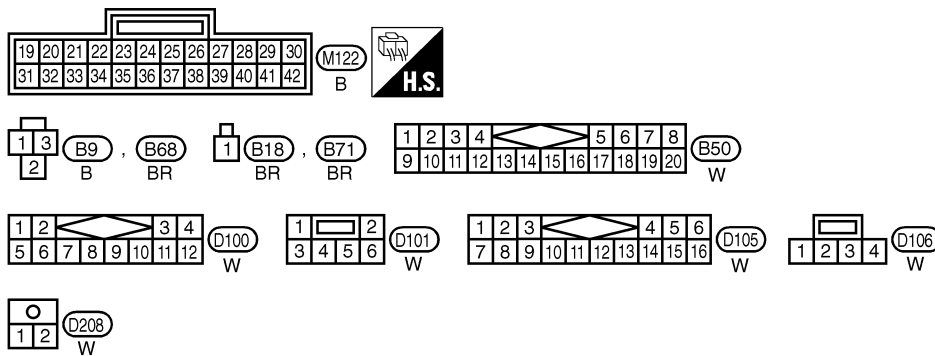 19 20 21 22 23 24 25 26 27 28 29 30
31 32 33 34 35 36 37 38 39 40 41 42
M122
B
H.S.
1 3
2
B9 , B68
B BR
1
B18 , B71
BR BR
1 2 3 4 5 6 7 8
9 10 11 12 13 14 15 16 17 18 19 20
B50
W
1 2 3 4
5 6 7 8 9 10 11 12
D100
W
1 2
3 4 5 6
D101
W
1 2 3 4 5 6
7 8 9 10 11 12 13 14 15 16
D105
W
1 2 3 4
D106
W
1 2
D208
W